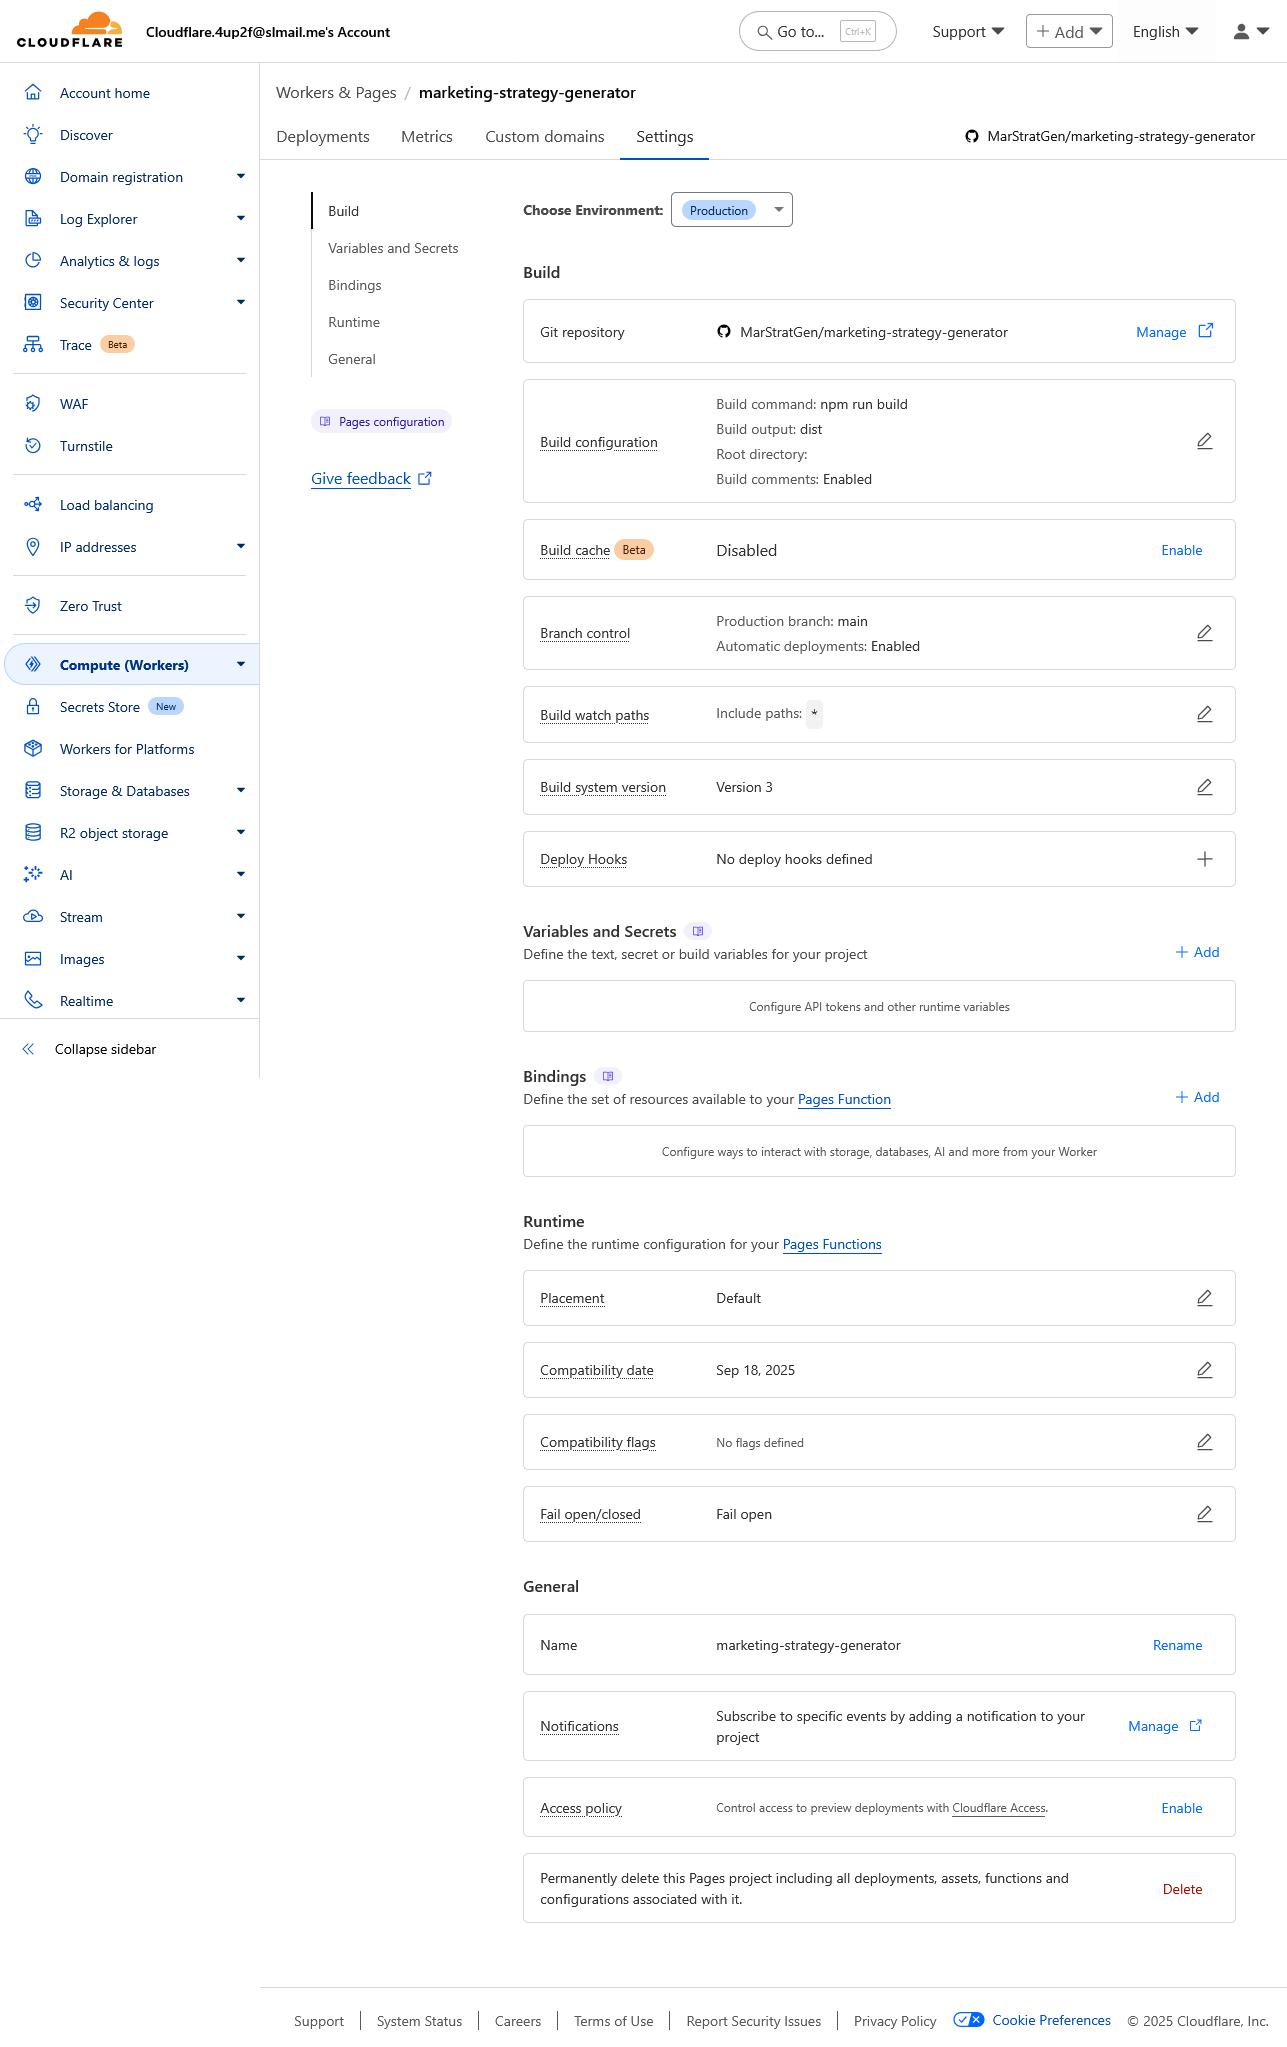 CLOUDFLARE
Cloudflare.4up2f@slmail.me's Account
Go to... Ctrl+K
Support
Add
English
Account home
Discover
Domain registration
Log Explorer
Analytics & logs
Security Center
Trace Beta
WAF
Turnstile
Load balancing
IP addresses
Zero Trust
Compute (Workers)
Secrets Store New
Workers for Platforms
Storage & Databases
R2 object storage
AI
Stream
Images
Realtime
Collapse sidebar
Workers & Pages / marketing-strategy-generator
Deployments Metrics Custom domains Settings
MarStratGen/marketing-strategy-generator
Build
Variables and Secrets
Bindings
Runtime
General
Pages configuration
Give feedback
Choose Environment: Production
Build
Git repository MarStratGen/marketing-strategy-generator Manage
Build configuration
Build command: npm run build
Build output: dist
Root directory:
Build comments: Enabled
Build cache Beta Disabled Enable
Branch control
Production branch: main
Automatic deployments: Enabled
Build watch paths Include paths: *
Build system version Version 3
Deploy Hooks No deploy hooks defined
Variables and Secrets
Define the text, secret or build variables for your project
Add
Configure API tokens and other runtime variables
Bindings
Define the set of resources available to your Pages Function
Add
Configure ways to interact with storage, databases, AI and more from your Worker
Runtime
Define the runtime configuration for your Pages Functions
Placement Default
Compatibility date Sep 18, 2025
Compatibility flags No flags defined
Fail open/closed Fail open
General
Name marketing-strategy-generator Rename
Notifications
Subscribe to specific events by adding a notification to your
project
Manage
Access policy Control access to preview deployments with Cloudflare Access. Enable
Permanently delete this Pages project including all deployments, assets, functions and
configurations associated with it.
Delete
Support System Status Careers Terms of Use Report Security Issues Privacy Policy Cookie Preferences © 2025 Cloudflare, Inc.